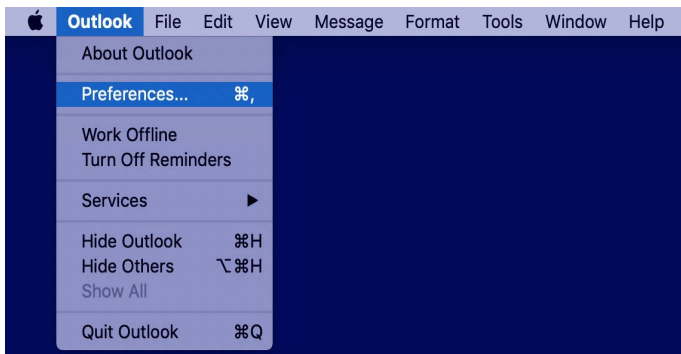 Outlook File Edit View Message Format Tools Window Help
About Outlook
Preferences... ⌘,
Work Offline
Turn Off Reminders
Services ▶
Hide Outlook ⌘H
Hide Others ⌥⌘H
Show All
Quit Outlook ⌘Q